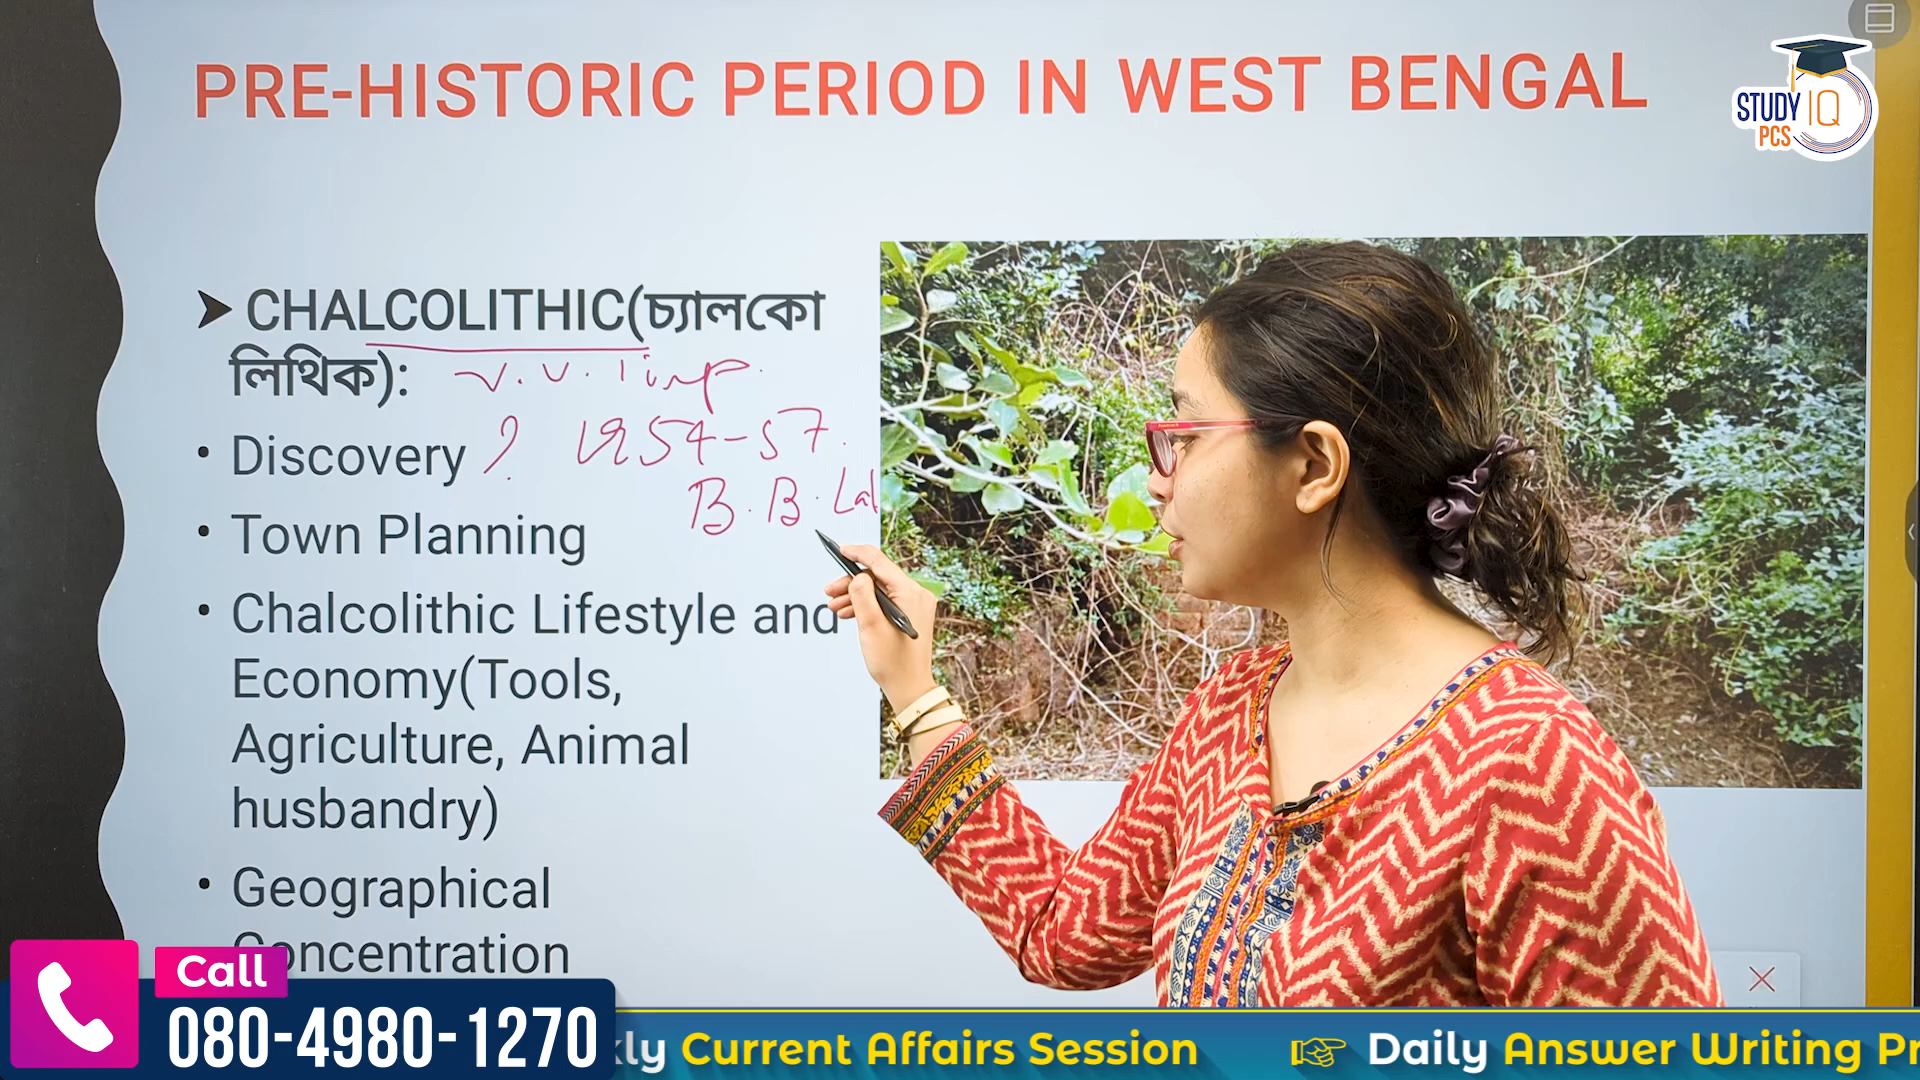 PRE-HISTORIC PERIOD IN WEST BENGAL
STUDY IQ
PCS
➤ CHALCOLITHIC(চ্যালকো
লিথিক):
v. v. imp.
• Discovery ? 1954-57.
B. B. Lal
• Town Planning
• Chalcolithic Lifestyle and
Economy(Tools,
Agriculture, Animal
husbandry)
• Geographical
Concentration
Call
080-4980-1270
kly Current Affairs Session
Daily Answer Writing Pr